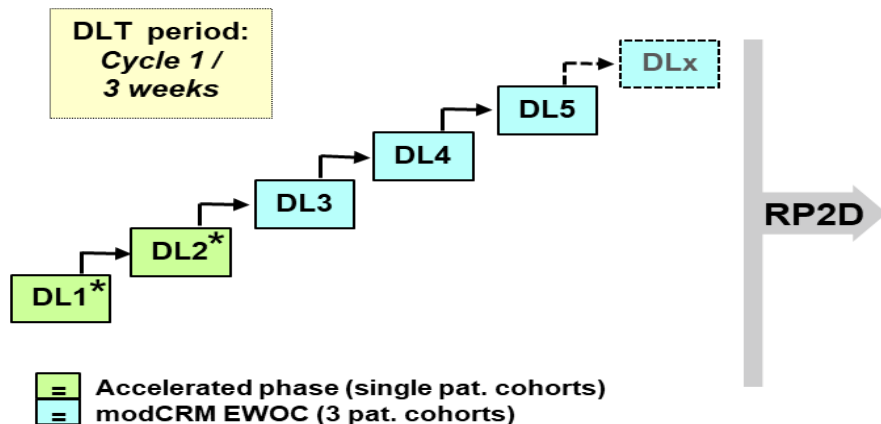 DLT period:
Cycle 1 /
3 weeks
DLx
DL5
DL4
DL3
DL2*
DL1*
RP2D
= Accelerated phase (single pat. cohorts)
= modCRM EWOC (3 pat. cohorts)